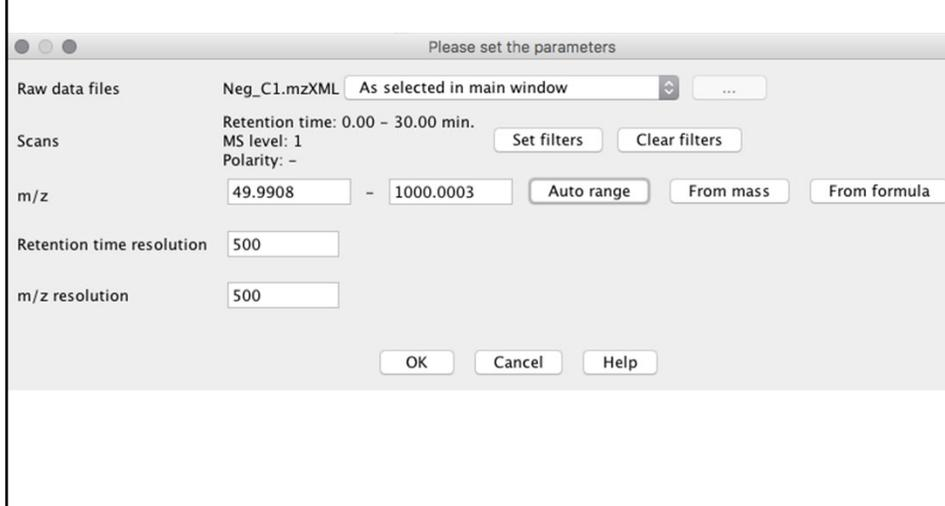 Please set the parameters
Raw data files Neg_C1.mzXML As selected in main window ...
Retention time: 0.00 – 30.00 min.
Scans MS level: 1 Set filters Clear filters
Polarity: –
m/z 49.9908 – 1000.0003 Auto range From mass From formula
Retention time resolution 500
m/z resolution 500
OK Cancel Help